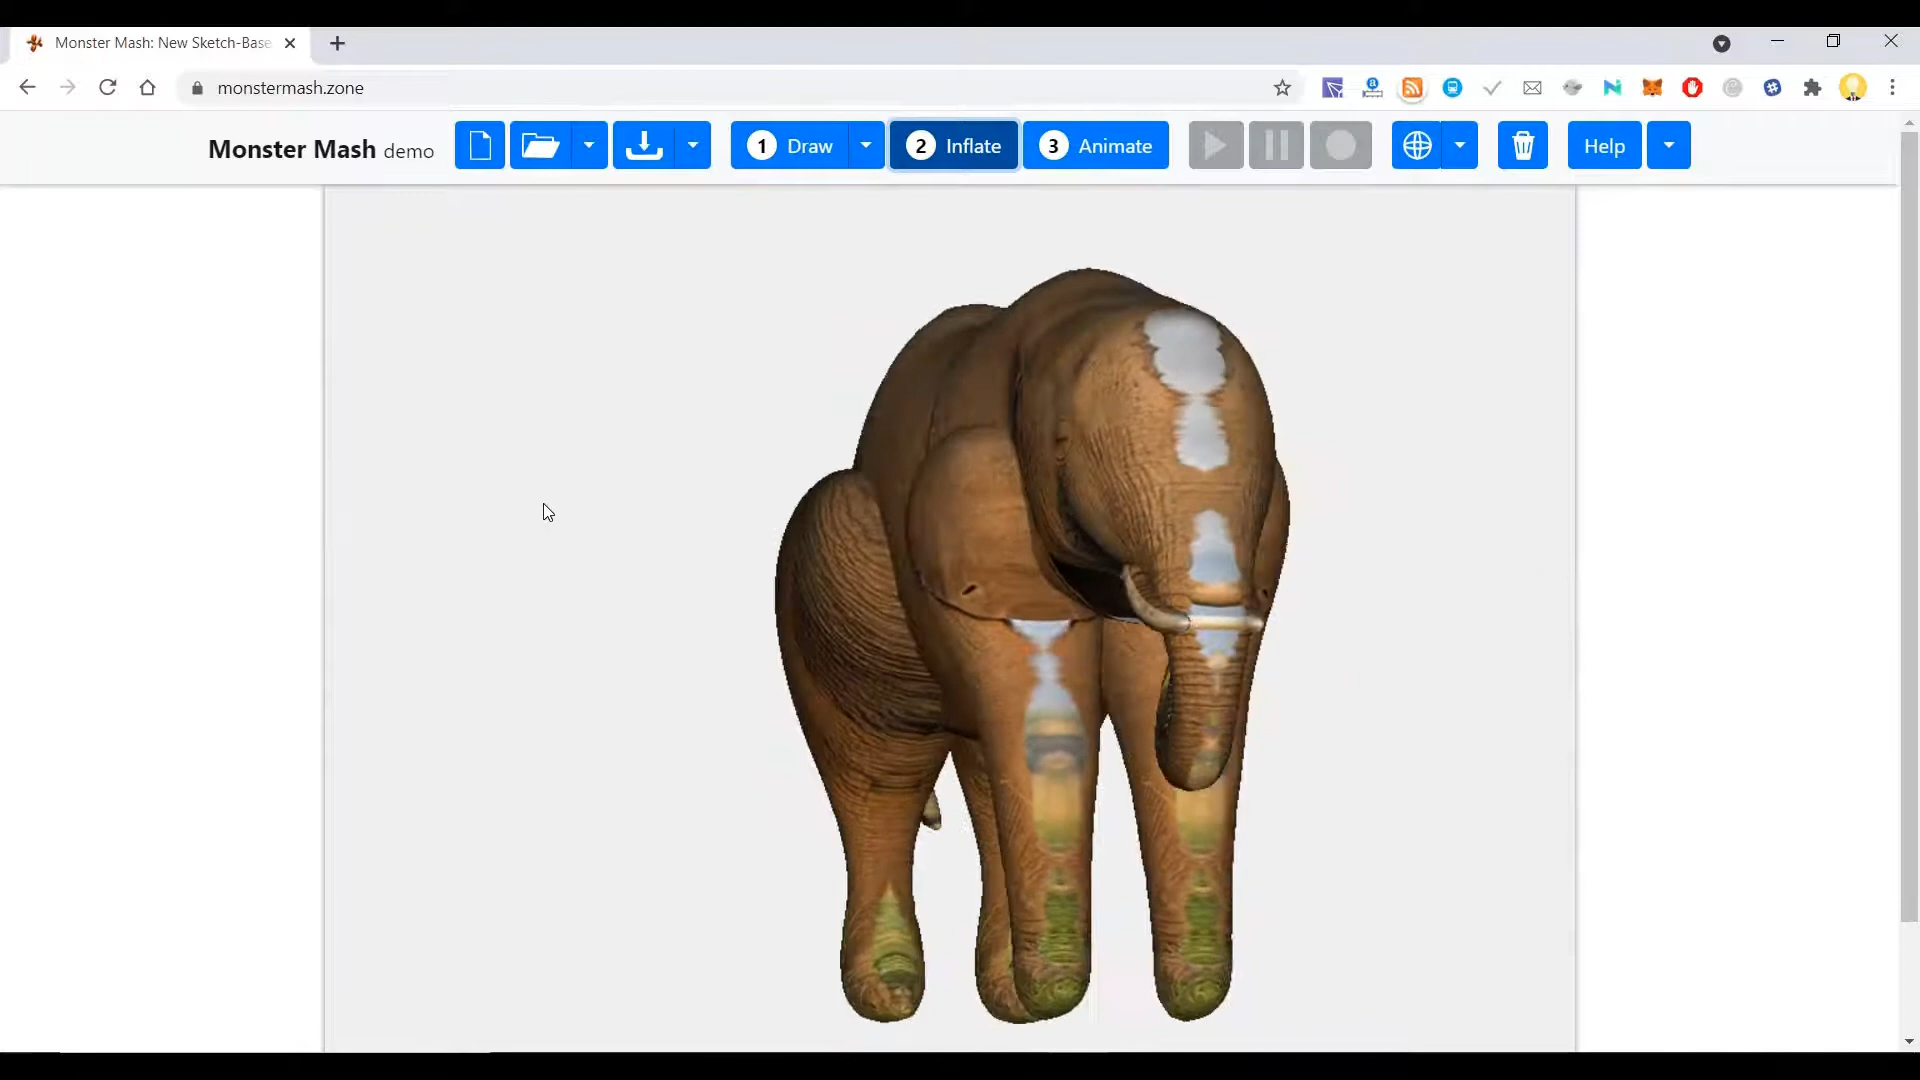 Monster Mash: New Sketch-Base
monstermash.zone
Monster Mash demo
1 Draw
2 Inflate
3 Animate
Help